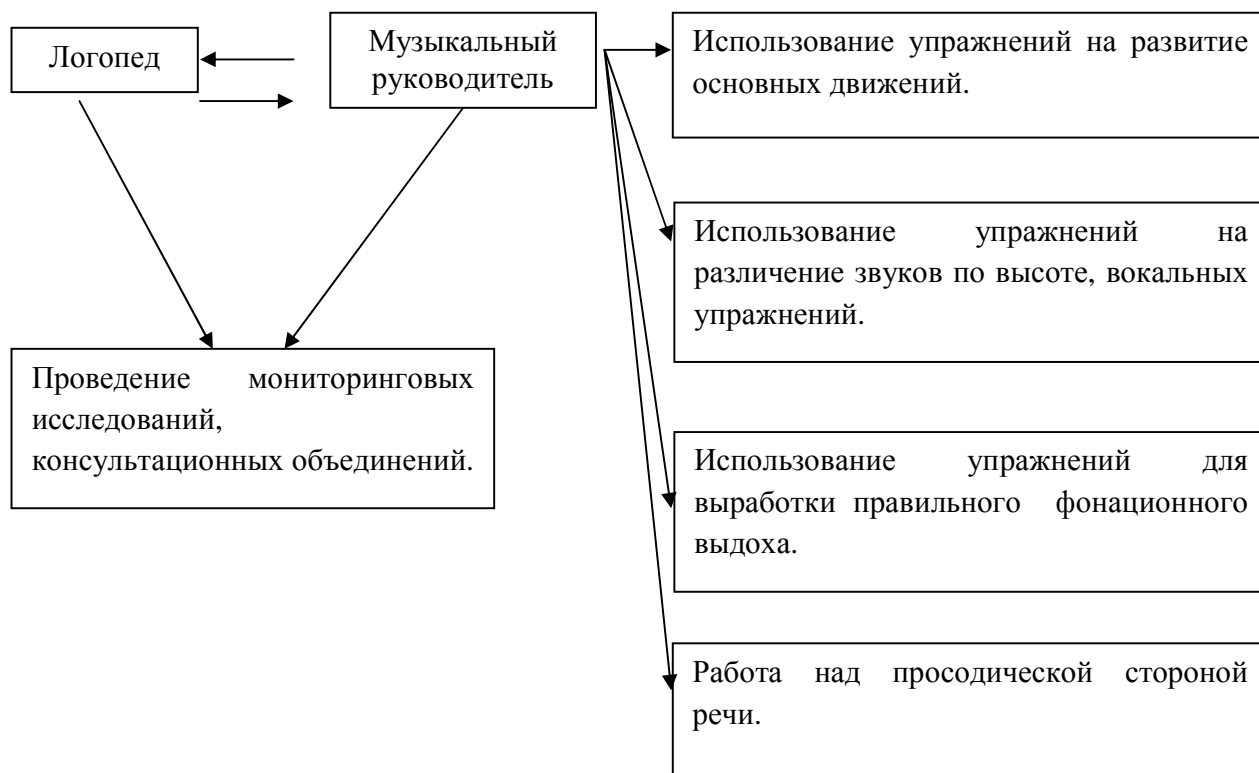 Логопед
Музыкальный
руководитель
Использование упражнений на развитие
основных движений.
Использование упражнений на
различение звуков по высоте, вокальных
упражнений.
Проведение мониторинговых
исследований,
консультационных объединений.
Использование упражнений для
выработки правильного фонационного
выдоха.
Работа над просодической стороной
речи.